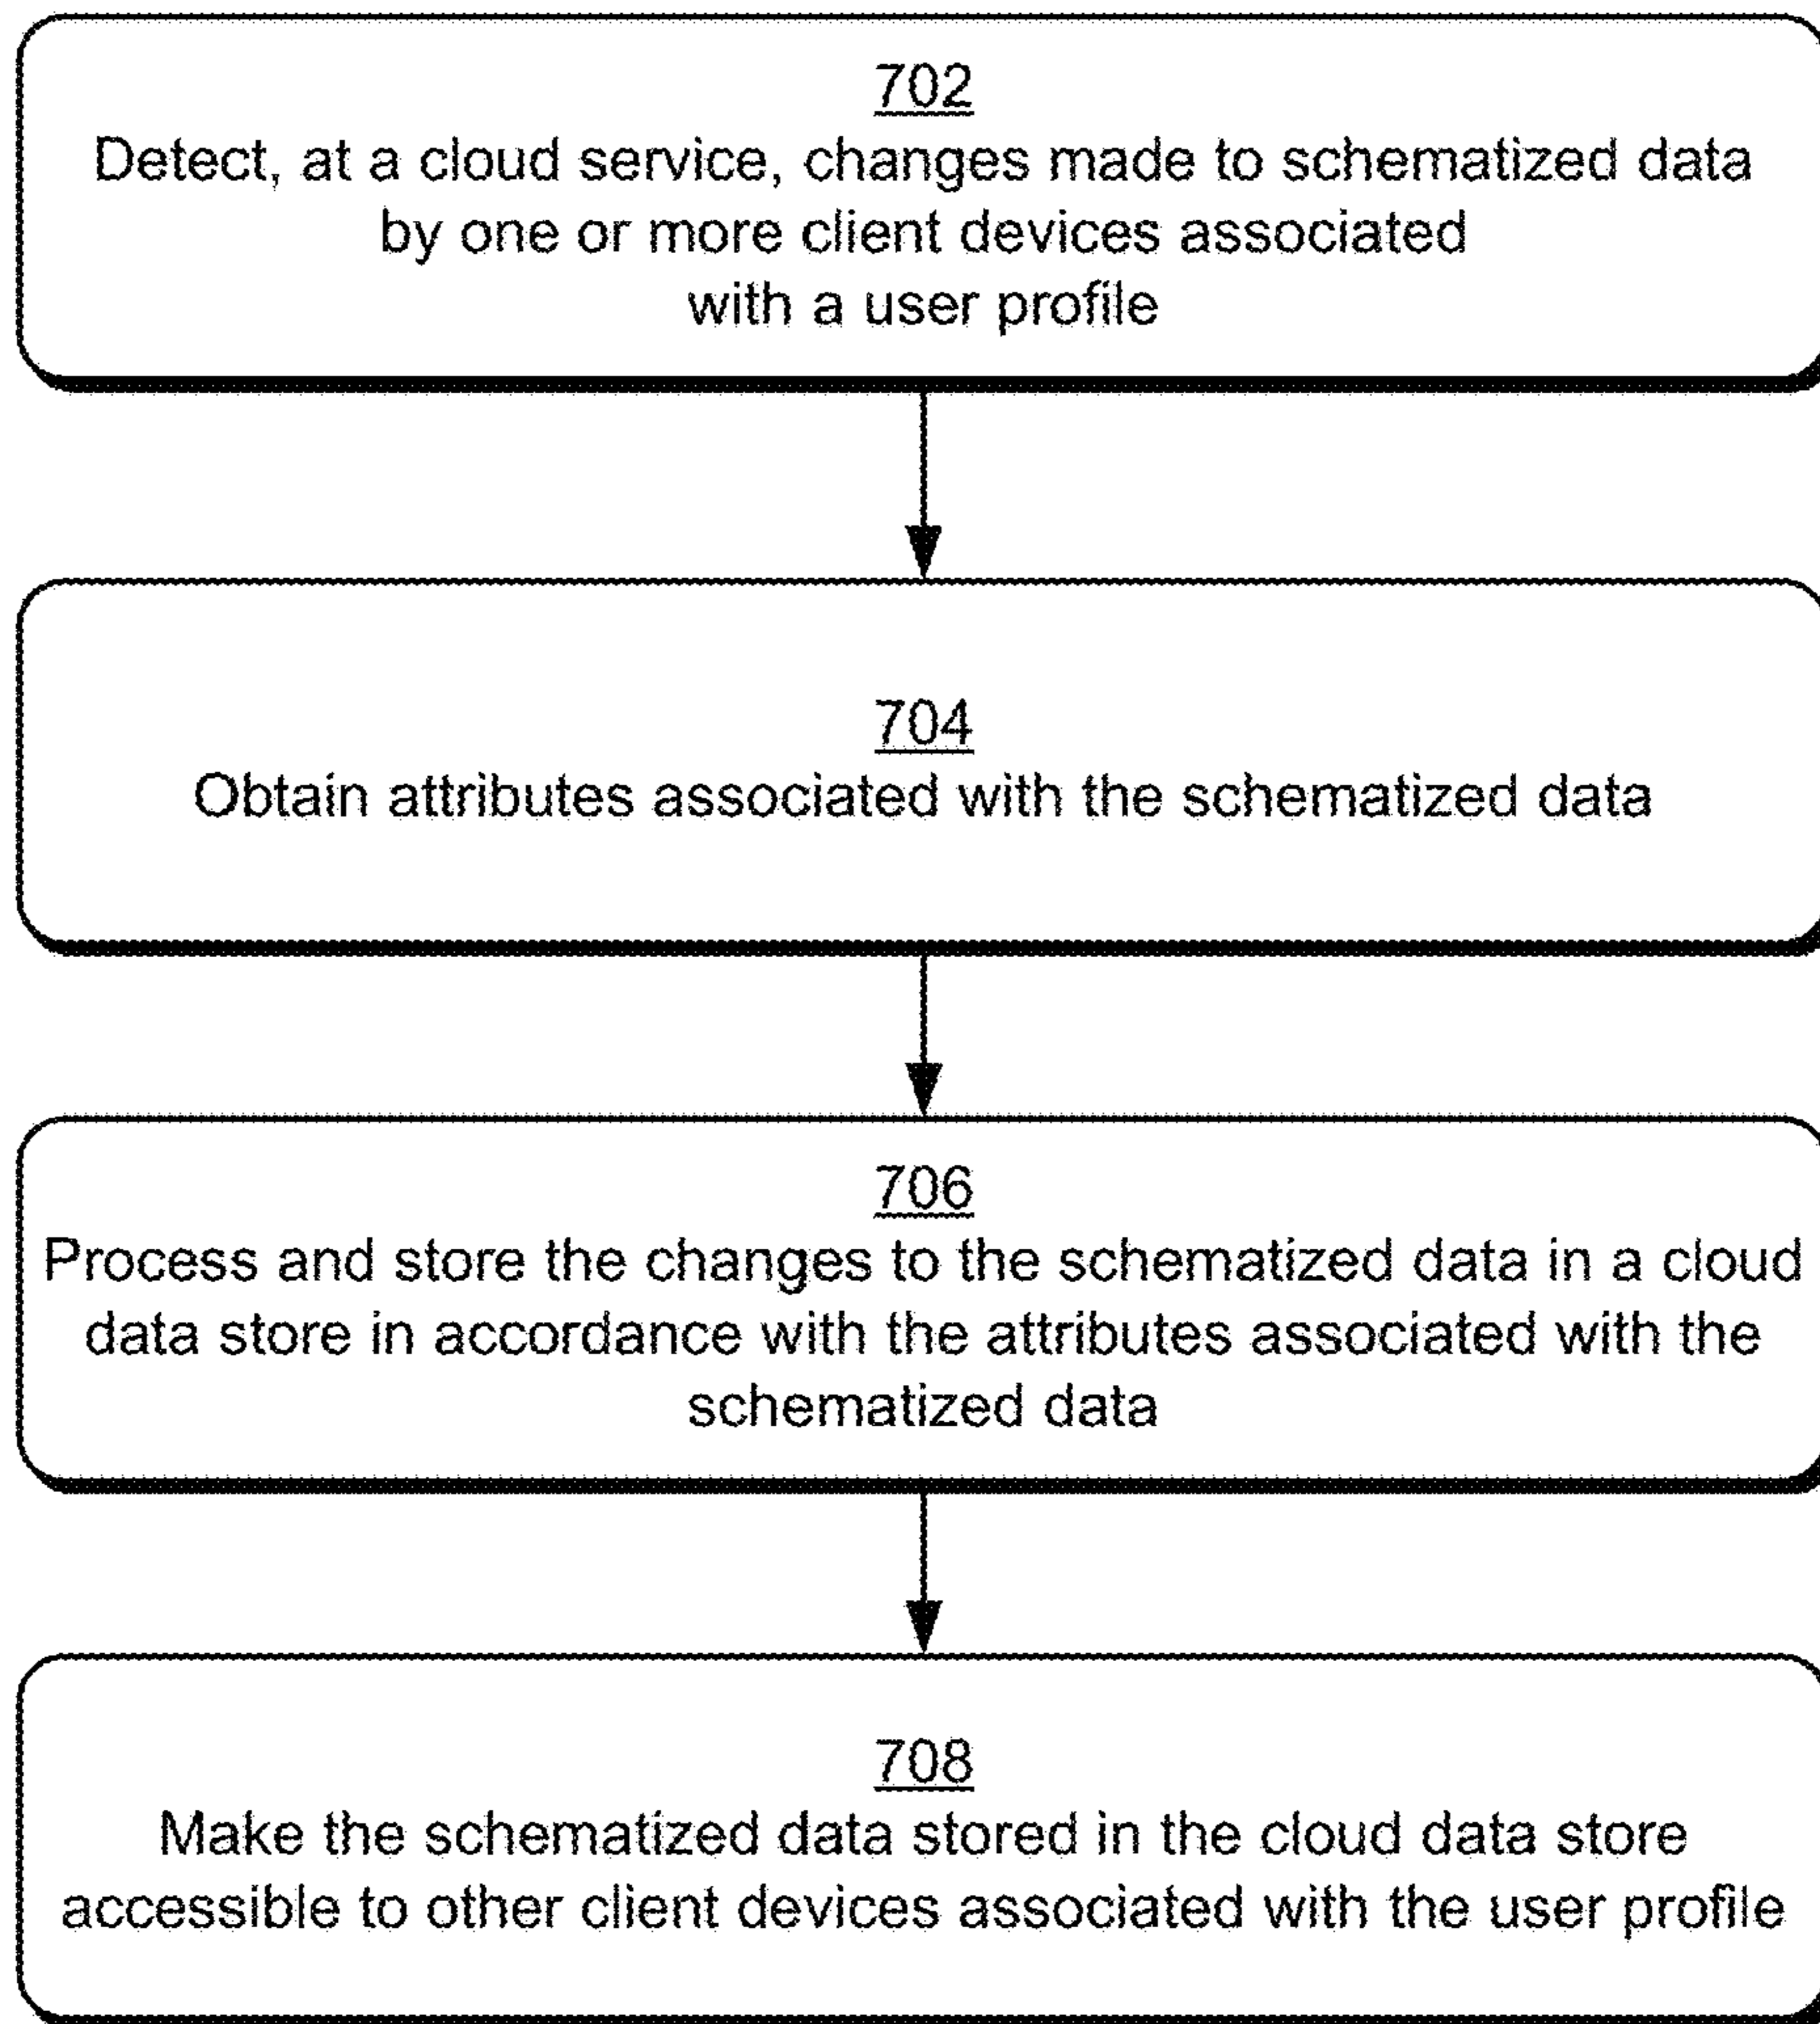 702
Detect, at a cloud service, changes made to schematized data
by one or more client devices associated
with a user profile
704
Obtain attributes associated with the schematized data
706
Process and store the changes to the schematized data in a cloud
data store in accordance with the attributes associated with the
schematized data
708
Make the schematized data stored in the cloud data store
accessible to other client devices associated with the user profile